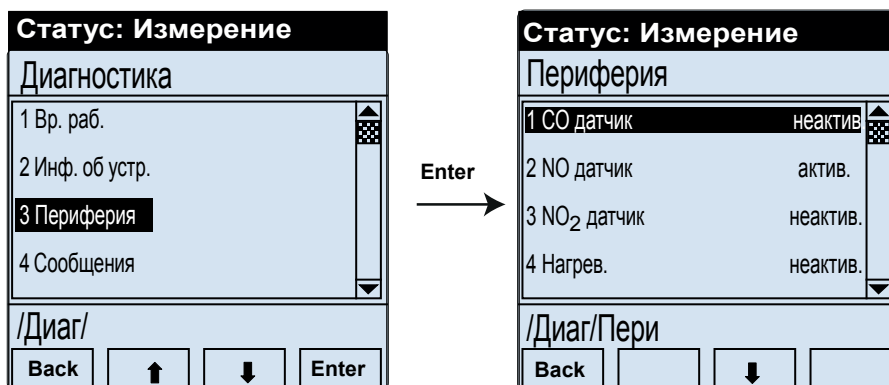 Статус: Измерение
Диагностика
1 Вр. раб.
2 Инф. об устр.
3 Периферия
4 Сообщения
/Диаг/
Back Enter
Enter
Статус: Измерение
Периферия
1 CO датчик неактив
2 NO датчик актив.
3 NO2 датчик неактив.
4 Нагрев. неактив.
/Диаг/Пери
Back